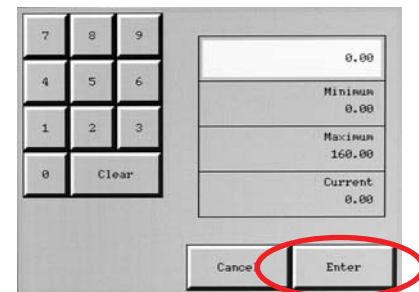 7 8 9
4 5 6
1 2 3
0 Clear
0.00
Minimum
0.00
Maximum
160.00
Current
0.00
Cancel Enter